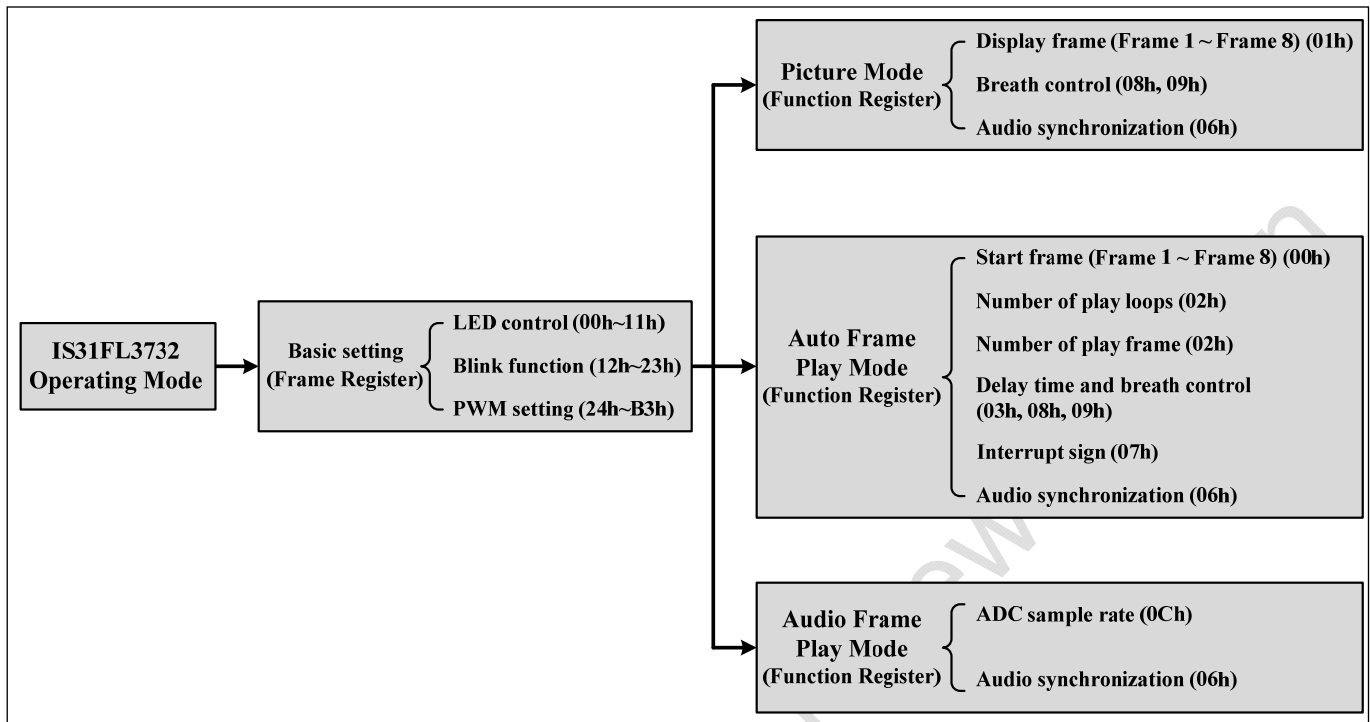 IS31FL3732
Operating Mode
Basic setting
(Frame Register)
LED control (00h~11h)
Blink function (12h~23h)
PWM setting (24h~B3h)
Picture Mode
(Function Register)
Display frame (Frame 1 ~ Frame 8) (01h)
Breath control (08h, 09h)
Audio synchronization (06h)
Auto Frame
Play Mode
(Function Register)
Start frame (Frame 1 ~ Frame 8) (00h)
Number of play loops (02h)
Number of play frame (02h)
Delay time and breath control
(03h, 08h, 09h)
Interrupt sign (07h)
Audio synchronization (06h)
Audio Frame
Play Mode
(Function Register)
ADC sample rate (0Ch)
Audio synchronization (06h)